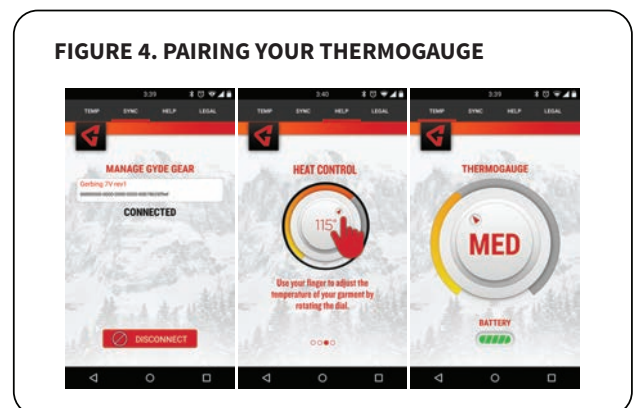 FIGURE 4. PAIRING YOUR THERMOGAUGE
3:39
TEMP SYNC HELP LEGAL
MANAGE GYDE GEAR
Gerbing 7V rev1
CONNECTED
DISCONNECT
3:40
TEMP SYNC HELP LEGAL
HEAT CONTROL
115°
Use your finger to adjust the
temperature of your garment by
rotating the dial.
3:39
TEMP SYNC HELP LEGAL
THERMOGAUGE
MED
BATTERY